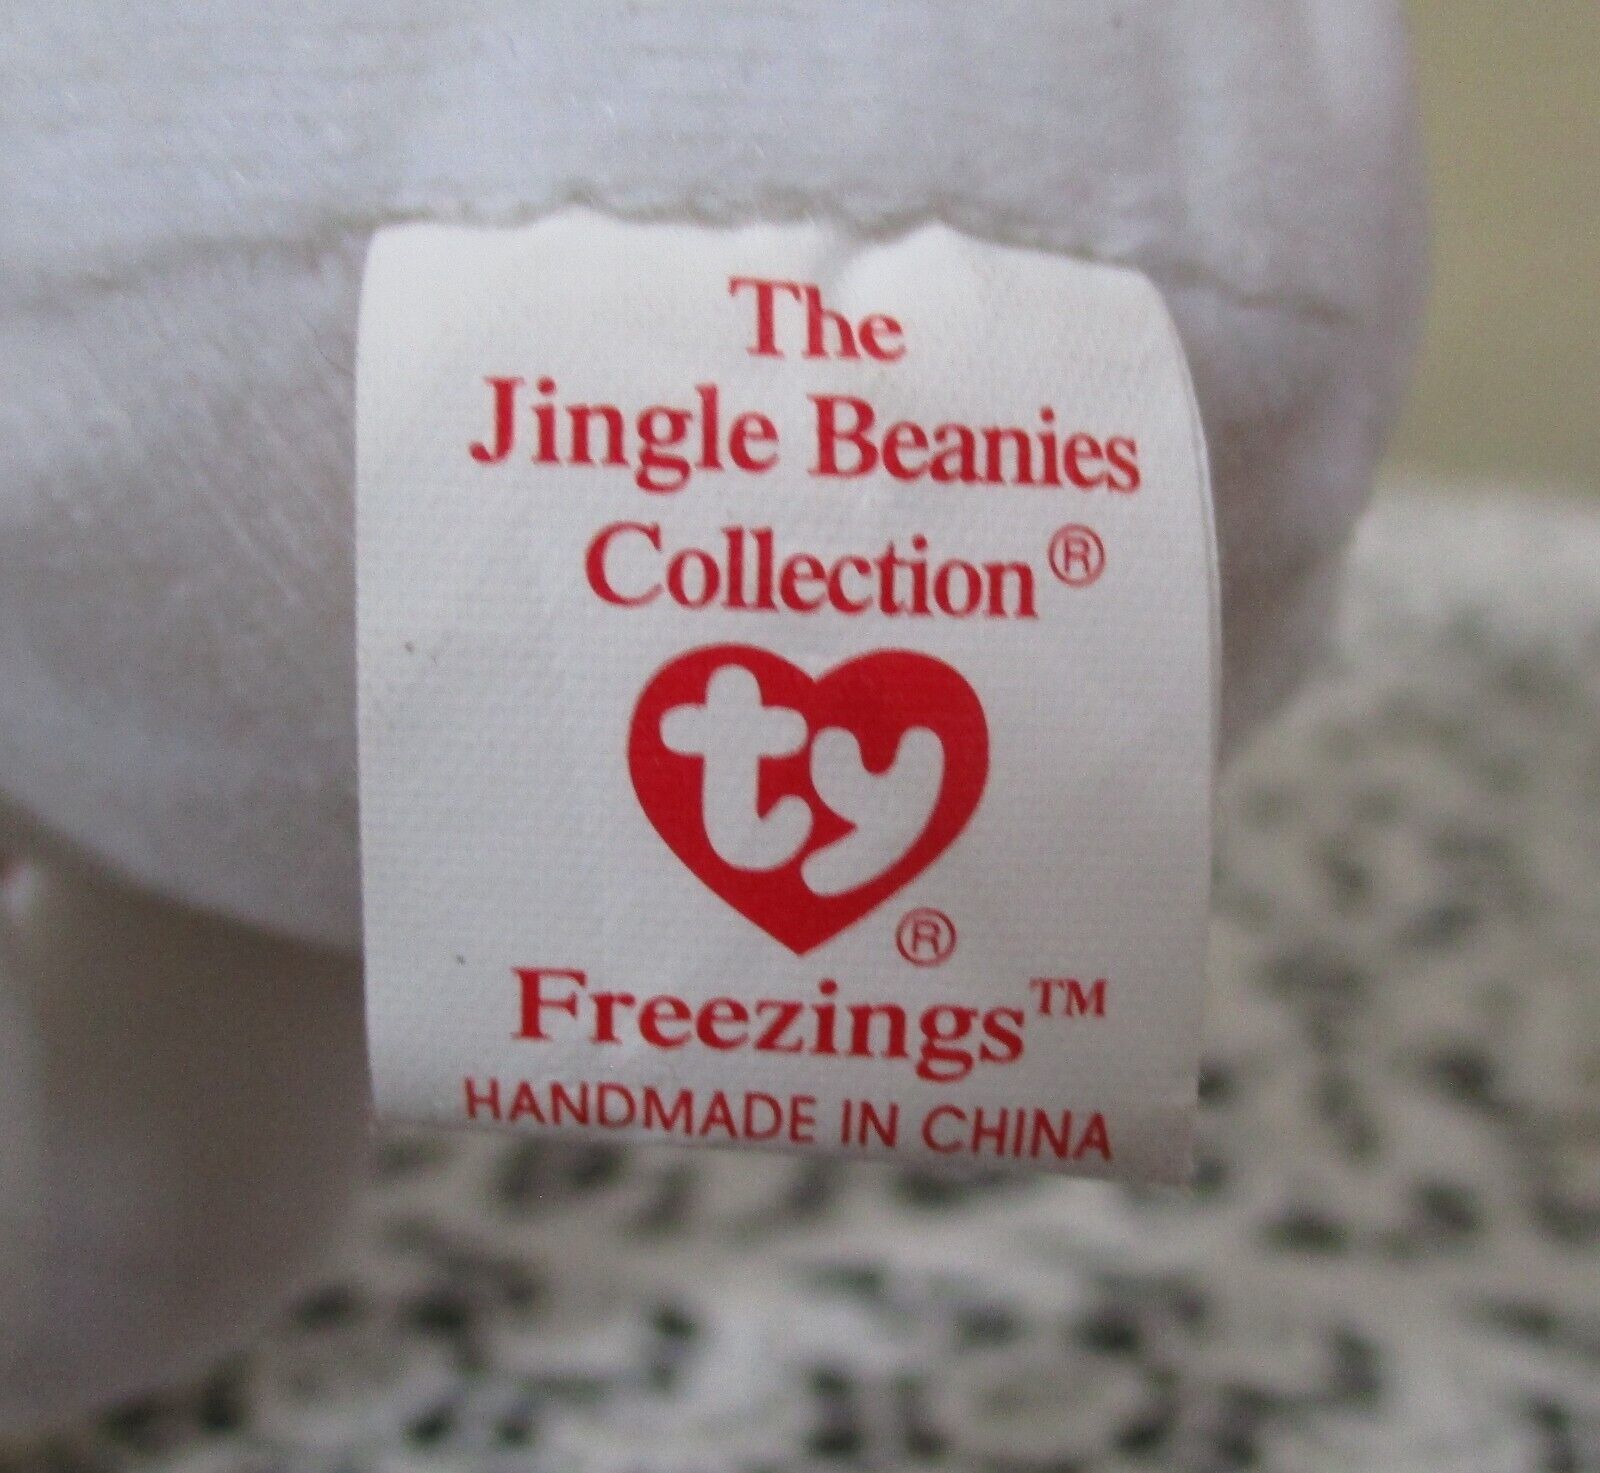 The
Jingle Beanies
Collection®
ty
®
Freezings™
HANDMADE IN CHINA